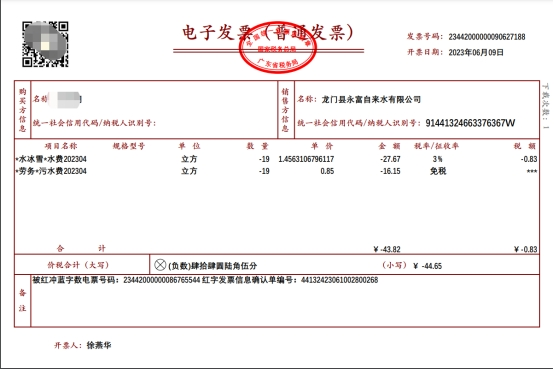 电子发票（普通发票）
全国统一发票监制章
国家税务总局
广东省税务局
发票号码：23442000000090627188
开票日期：2023年06月09日
下载次数：1
购买方信息
名称：
统一社会信用代码/纳税人识别号：
销售方信息
名称：龙门县永富自来水有限公司
统一社会信用代码/纳税人识别号：91441324663376367W
项目名称 规格型号 单位 数量 单价 金额 税率/征收率 税额
*水冰雪*水费202304 立方 -19 1.4563106796117 -27.67 3% -0.83
*劳务*污水费202304 立方 -19 0.85 -16.15 免税 ***
合计 ¥-43.82 ¥-0.83
价税合计（大写） (负数)肆拾肆圆陆角伍分 （小写）¥-44.65
备注
被红冲蓝字数电票号码：23442000000086765544 红字发票信息确认单编号：44132423061002800268
开票人：徐燕华